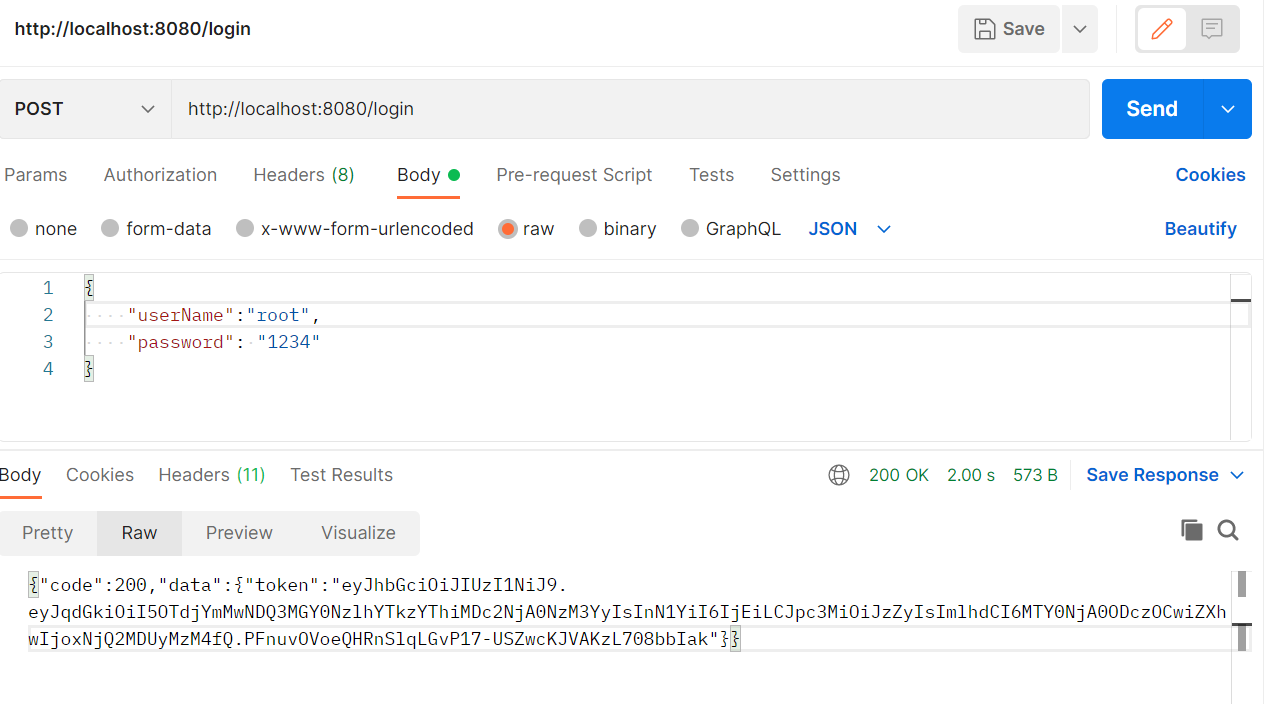 http://localhost:8080/login
Save
POST
http://localhost:8080/login
Send
Params Authorization Headers (8) Body Pre-request Script Tests Settings Cookies
none form-data x-www-form-urlencoded raw binary GraphQL JSON Beautify
1 {
2 "userName":"root",
3 "password": "1234"
4 }
Body Cookies Headers (11) Test Results 200 OK 2.00 s 573 B Save Response
Pretty Raw Preview Visualize
{"code":200,"data":{"token":"eyJhbGciOiJIUzI1NiJ9.
eyJqdGkiOiI5OTdjYmMwNDQ3MGY0NzlhYTkzYThiMDc2NjA0NzM3YyIsInN1YiI6IjEiLCJpc3MiOiJzZyIsImlhdCI6MTY0NjA0ODczOCwiZXh
wIjoxNjQ2MDUyMzM4fQ.PFnuvOVoeQHRnSlqLGvP17-USZwcKJVAKzL708bbIak"}}